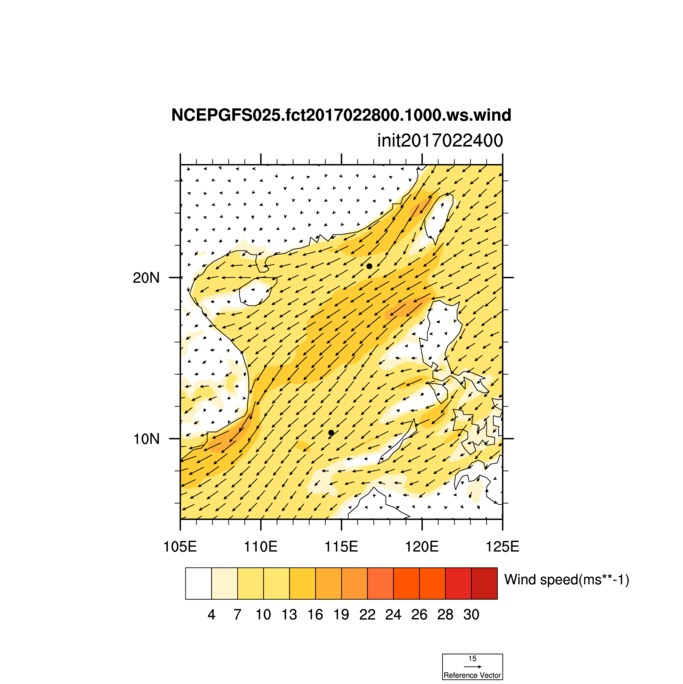 NCEPGFS025.fct2017022800.1000.ws.wind
init2017022400
20N
10N
105E 110E 115E 120E 125E
Wind speed(ms**-1)
4 7 10 13 16 19 22 24 26 28 30
15
Reference Vector